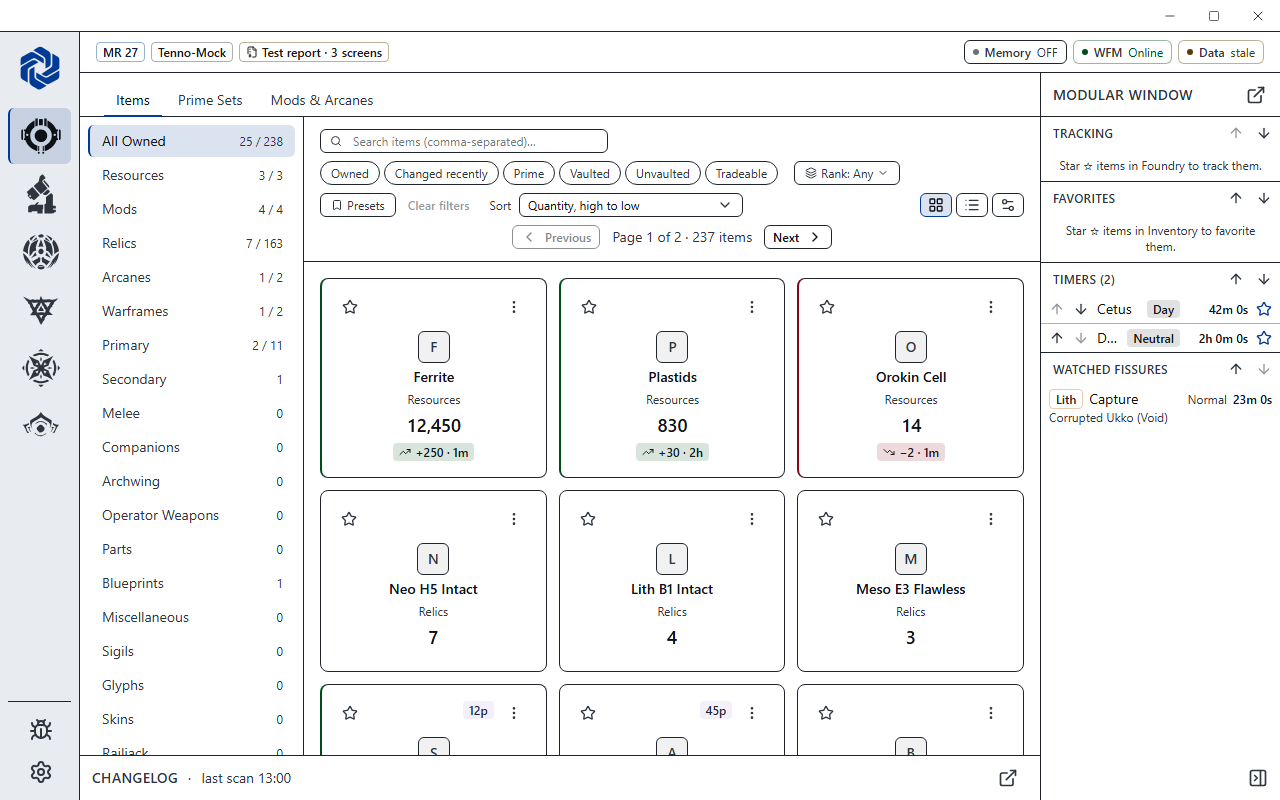 MR 27
Tenno-Mock
Test report · 3 screens
Memory OFF
WFM Online
Data stale
Items
Prime Sets
Mods & Arcanes
All Owned 25 / 238
Resources 3 / 3
Mods 4 / 4
Relics 7 / 163
Arcanes 1 / 2
Warframes 1 / 2
Primary 2 / 11
Secondary 1
Melee 0
Companions 0
Archwing 0
Operator Weapons 0
Parts 0
Blueprints 1
Miscellaneous 0
Sigils 0
Glyphs 0
Skins 0
Railjack 0
Search items (comma-separated)...
Owned
Changed recently
Prime
Vaulted
Unvaulted
Tradeable
Rank: Any
Presets
Clear filters
Sort
Quantity, high to low
Previous
Page 1 of 2 · 237 items
Next
F
Ferrite
Resources
12,450
+250 · 1m
P
Plastids
Resources
830
+30 · 2h
O
Orokin Cell
Resources
14
−2 · 1m
N
Neo H5 Intact
Relics
7
L
Lith B1 Intact
Relics
4
M
Meso E3 Flawless
Relics
3
12p
S
45p
A
B
CHANGELOG · last scan 13:00
MODULAR WINDOW
TRACKING
Star ☆ items in Foundry to track them.
FAVORITES
Star ☆ items in Inventory to favorite
them.
TIMERS (2)
Cetus Day 42m 0s
D... Neutral 2h 0m 0s
WATCHED FISSURES
Lith Capture Normal 23m 0s
Corrupted Ukko (Void)